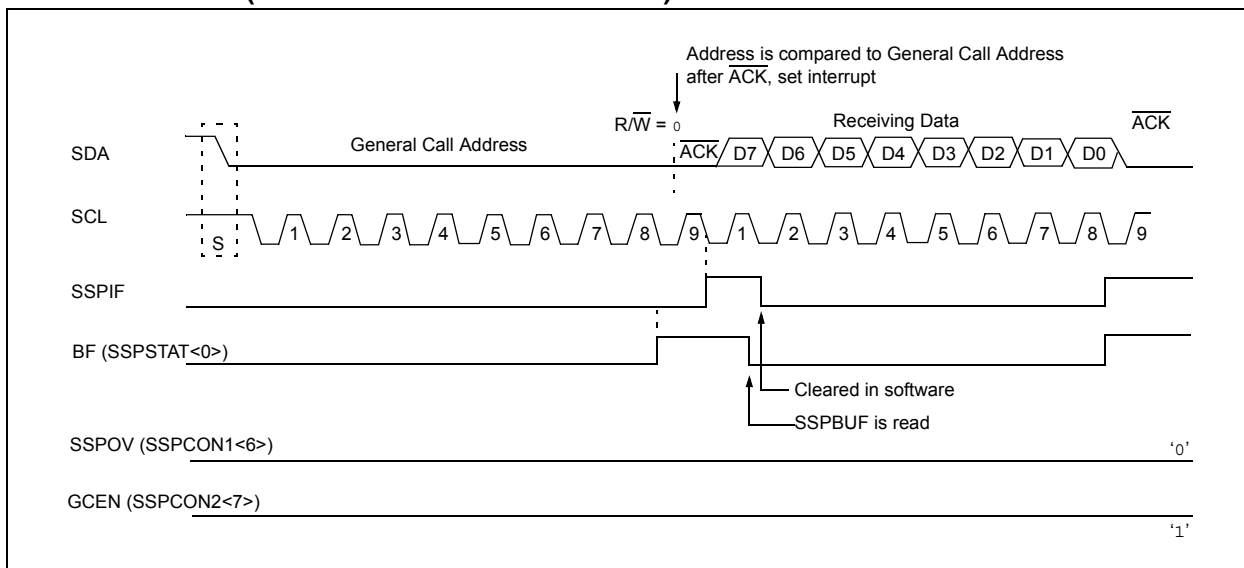 Address is compared to General Call Address
after ACK, set interrupt
R/W = 0
Receiving Data
ACK
SDA
General Call Address
ACK
D7 D6 D5 D4 D3 D2 D1 D0
SCL
S
1 2 3 4 5 6 7 8 9 1 2 3 4 5 6 7 8 9
SSPIF
BF (SSPSTAT<0>)
Cleared in software
SSPBUF is read
SSPOV (SSPCON1<6>)
‘0’
GCEN (SSPCON2<7>)
‘1’